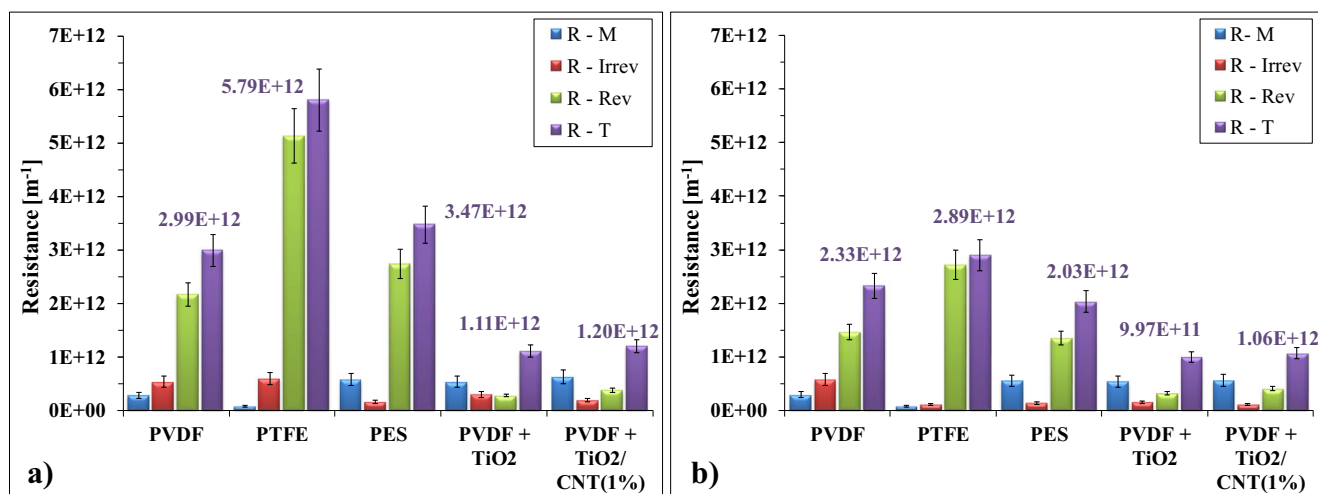 7E+12
6E+12
5E+12
4E+12
3E+12
2E+12
1E+12
0E+00
Resistance [m⁻¹]
R - M
R - Irrev
R - Rev
R - T
2.99E+12
5.79E+12
3.47E+12
1.11E+12
1.20E+12
PVDF
PTFE
PES
PVDF +
TiO2
PVDF +
TiO2/
CNT(1%)
a)
7E+12
6E+12
5E+12
4E+12
3E+12
2E+12
1E+12
0E+00
Resistance [m⁻¹]
R- M
R - Irrev
R - Rev
R - T
2.33E+12
2.89E+12
2.03E+12
9.97E+11
1.06E+12
PVDF
PTFE
PES
PVDF +
TiO2
PVDF +
TiO2/
CNT(1%)
b)